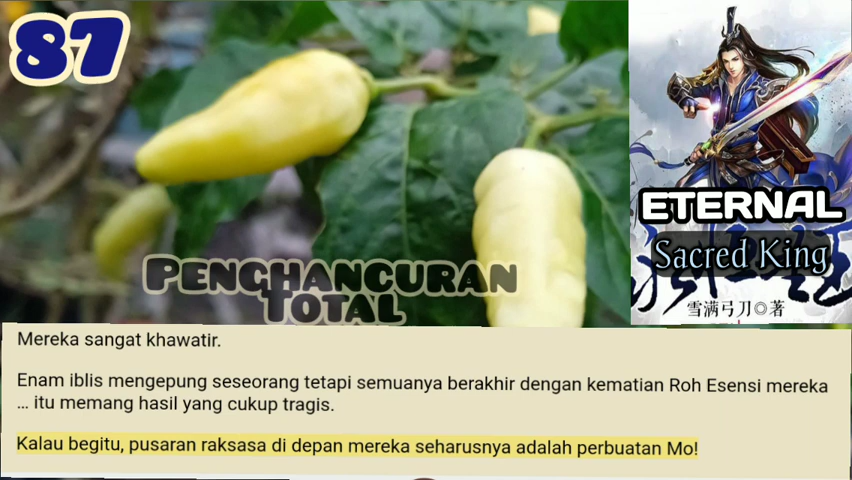 87
ETERNAL
Sacred King
雪满弓刀◎著
PENGHANCURAN
TOTAL
Mereka sangat khawatir.
Enam iblis mengepung seseorang tetapi semuanya berakhir dengan kematian Roh Esensi mereka
... itu memang hasil yang cukup tragis.
Kalau begitu, pusaran raksasa di depan mereka seharusnya adalah perbuatan Mo!